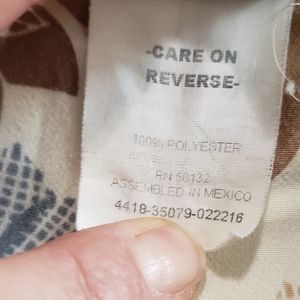 -CARE ON
REVERSE-
100% POLYESTER
RN 50132
ASSEMBLED IN MEXICO
4418-35079-022216